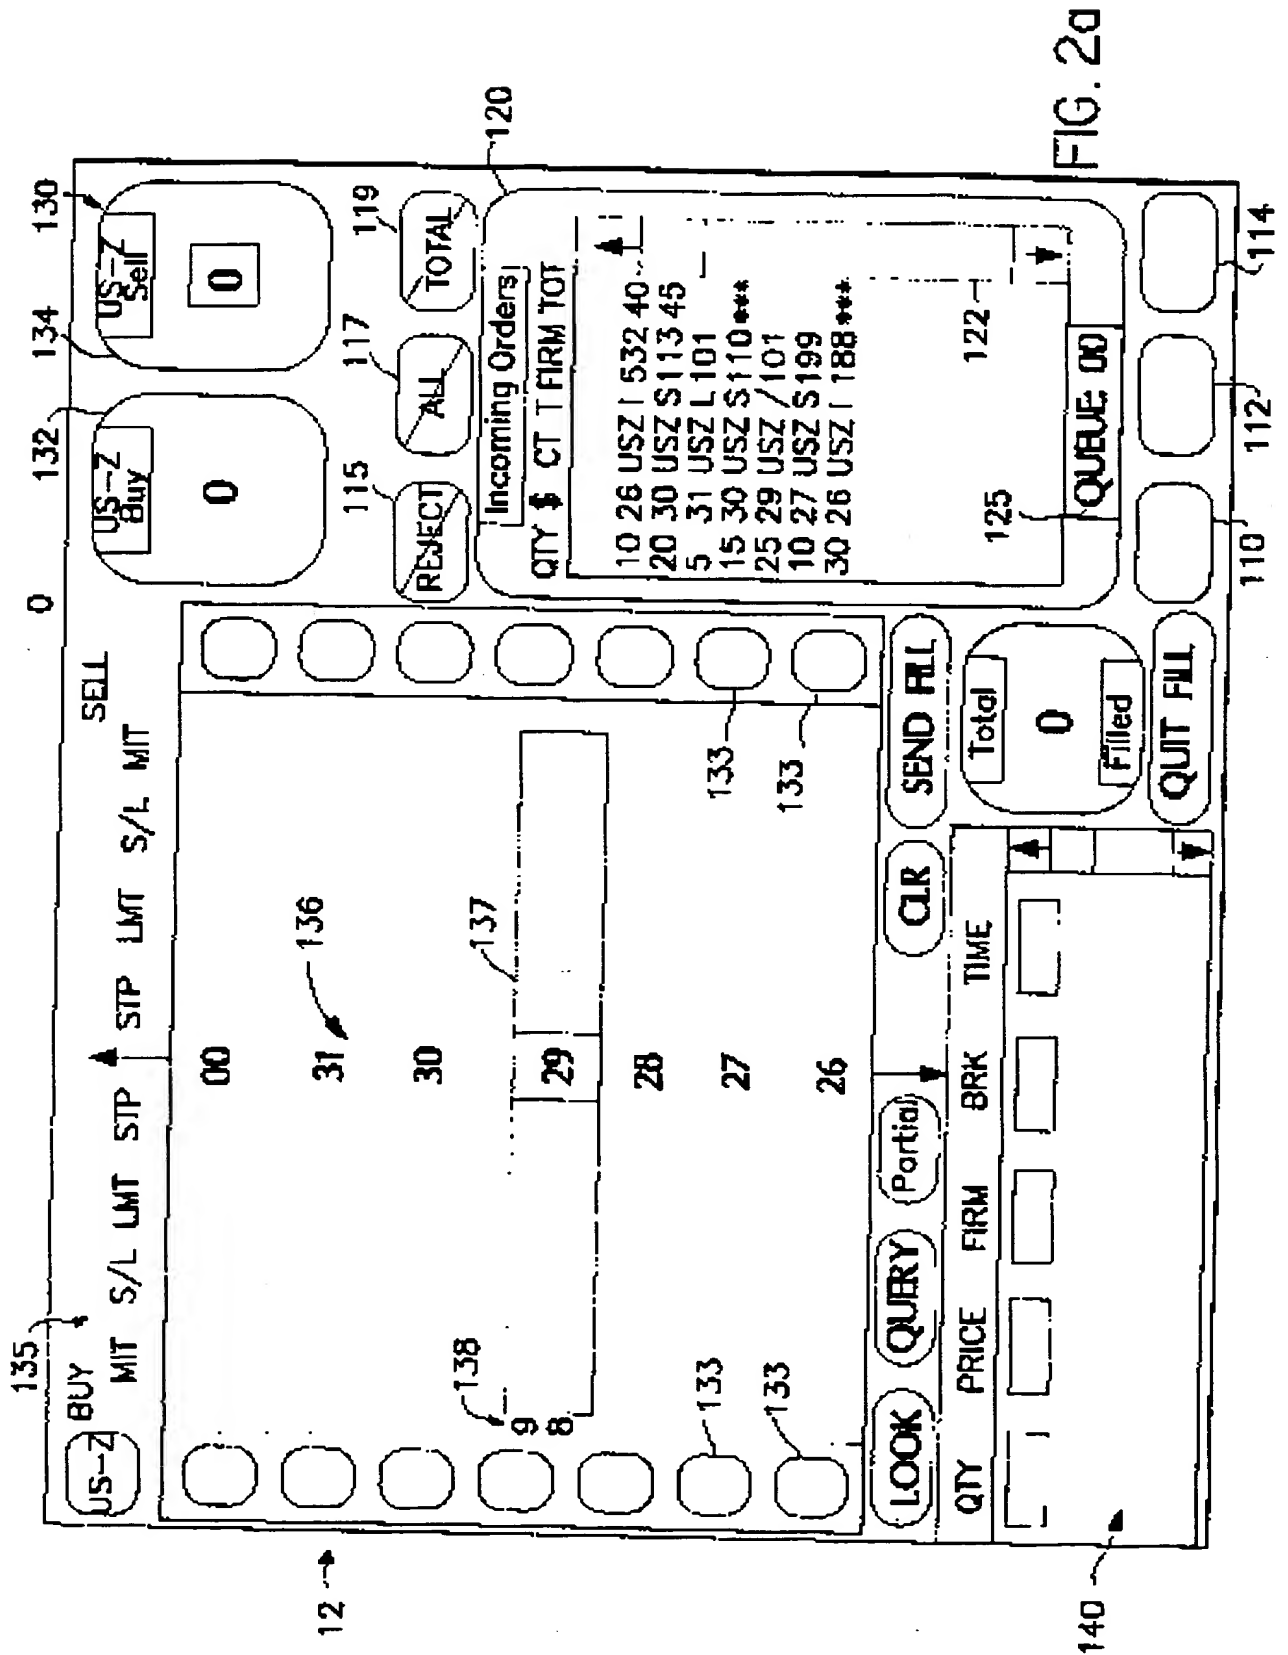 135
0
132
134
130
US-Z BUY
SELL
US-Z
Buy
US-Z
Sell
MIT S/L LMT STP STP LMT S/L MIT
0
0
115
117
119
REJECT
ALL
TOTAL
12
00
136
31
30
138
137
9
8
29
28
27
26
133
133
133
133
120
Incoming Orders
QTY $ CT T FIRM TOT
10 26 USZ I 532 40
20 30 USZ S 113 45
5 31 USZ L 101
15 30 USZ S 110 ***
25 29 USZ / 101
10 27 USZ S 199
30 26 USZ I 188 ***
122
125
QUEUE 00
LOOK
QUERY
Partial
CLR
SEND FILL
QTY PRICE FIRM BRK TIME
Total
0
Filled
QUIT FILL
140
110
112
114
FIG. 2a